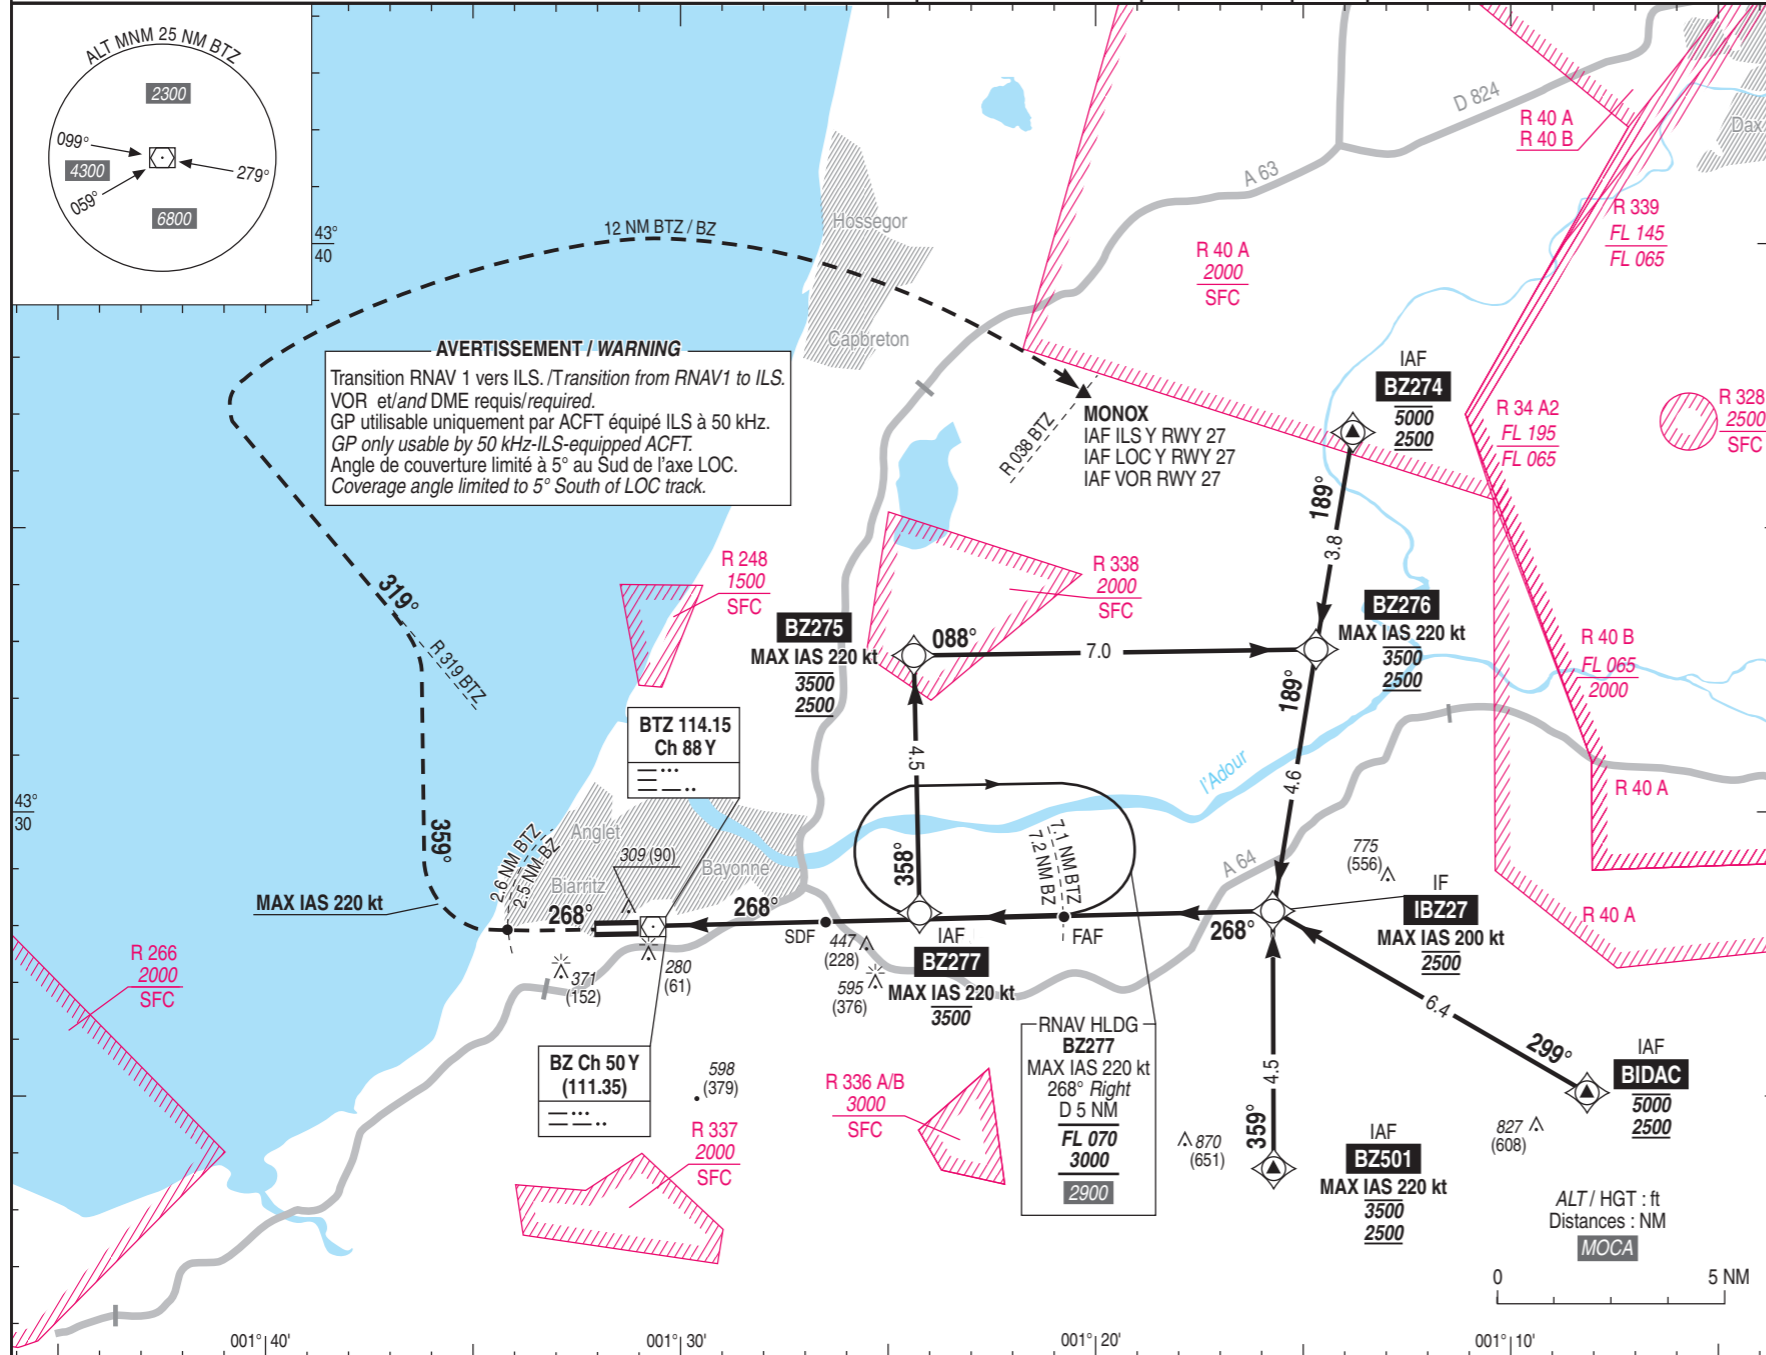 ALT MNM 25 NM BTZ
2300
099°
4300
279°
059°
6800
43°
40
12 NM BTZ / BZ
Hossegor
Capbreton
A 63
D 824
Dax
R 40 A
R 40 B
R 40 A
2000
SFC
R 339
FL 145
FL 065
AVERTISSEMENT / WARNING
Transition RNAV 1 vers ILS. /Transition from RNAV1 to ILS.
VOR et/and DME requis/required.
GP utilisable uniquement par ACFT équipé ILS à 50 kHz.
GP only usable by 50 kHz-ILS-equipped ACFT.
Angle de couverture limité à 5° au Sud de l'axe LOC.
Coverage angle limited to 5° South of LOC track.
R 038 BTZ
MONOX
IAF ILS Y RWY 27
IAF LOC Y RWY 27
IAF VOR RWY 27
IAF
BZ274
5000
2500
R 34 A2
FL 195
FL 065
R 328
2500
SFC
189°
3.8
R 248
1500
SFC
R 338
2000
SFC
319°
R 319 BTZ
BZ275
MAX IAS 220 kt
3500
2500
088°
7.0
BZ276
MAX IAS 220 kt
3500
2500
189°
R 40 B
FL 065
2000
BTZ 114.15
Ch 88 Y
4.5
4.6
l'Adour
R 40 A
43°
30
359°
MAX IAS 220 kt
2.6 NM BTZ
2.5 NM BZ
Anglet
309 (90)
Biarritz
Bayonne
358°
7.1 NM BTZ
7.2 NM BZ
A 64
775
(556)
268°
268°
SDF
FAF
268°
IF
IBZ27
MAX IAS 200 kt
2500
R 40 A
R 266
2000
SFC
371
(152)
280
(61)
447
(228)
595
(376)
IAF
BZ277
MAX IAS 220 kt
3500
6.4
299°
BZ Ch 50 Y
(111.35)
598
(379)
RNAV HLDG
BZ277
MAX IAS 220 kt
268° Right
D 5 NM
FL 070
3000
2900
R 336 A/B
3000
SFC
4.5
359°
IAF
BIDAC
5000
2500
827
(608)
870
(651)
R 337
2000
SFC
IAF
BZ501
MAX IAS 220 kt
3500
2500
ALT / HGT : ft
Distances : NM
MOCA
0
5 NM
001° 40'
001° 30'
001° 20'
001° 10'